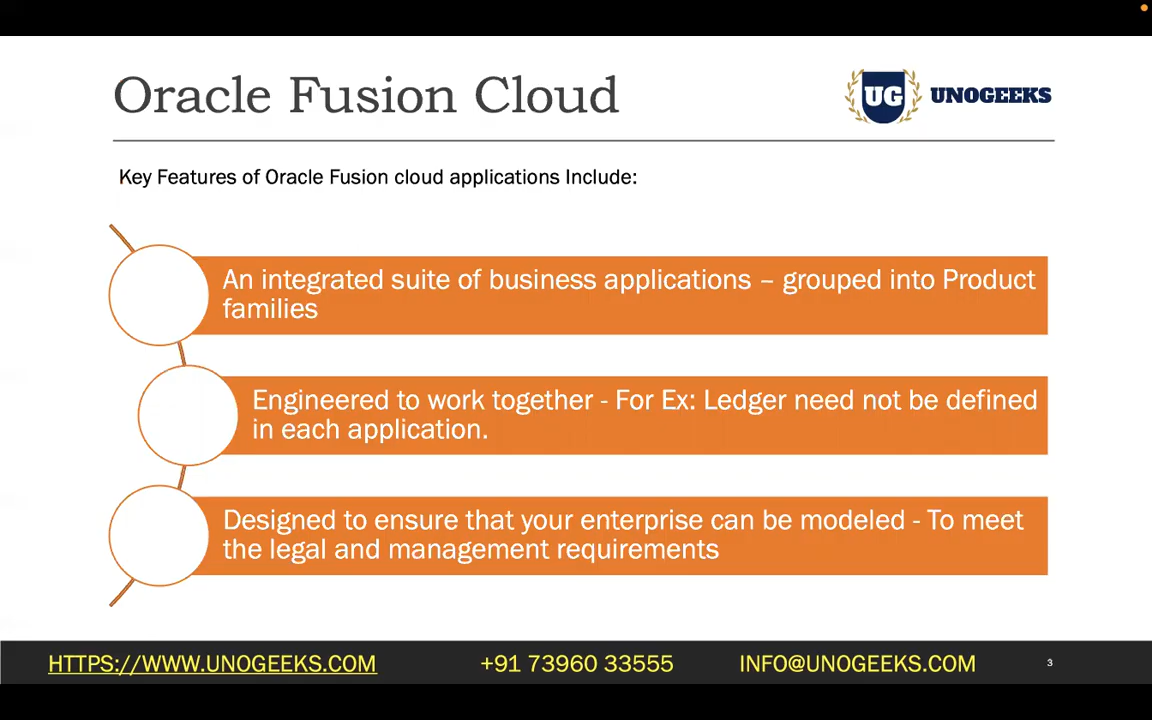 Oracle Fusion Cloud
UG UNOGEEKS
Key Features of Oracle Fusion cloud applications Include:
An integrated suite of business applications – grouped into Product
families
Engineered to work together - For Ex: Ledger need not be defined
in each application.
Designed to ensure that your enterprise can be modeled - To meet
the legal and management requirements
HTTPS://WWW.UNOGEEKS.COM +91 73960 33555 INFO@UNOGEEKS.COM 3